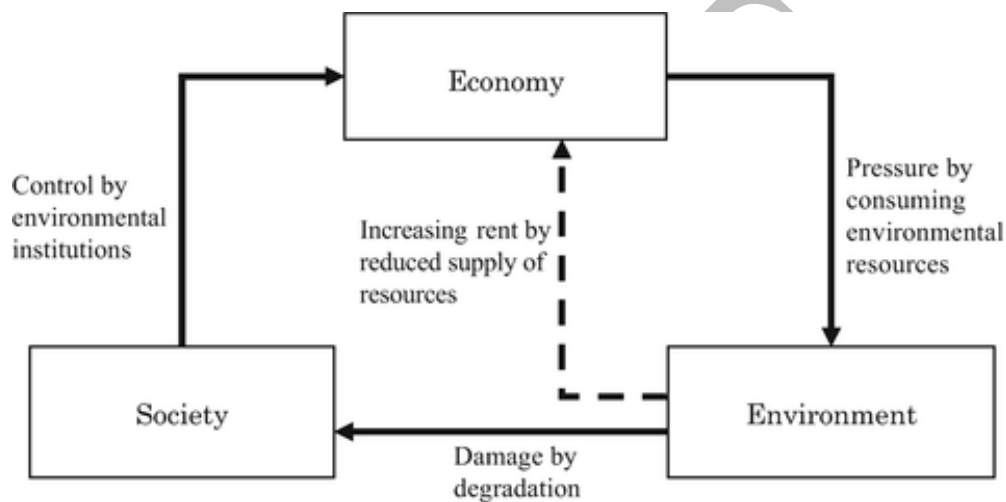 Economy
Control by
environmental
institutions
Increasing rent by
reduced supply of
resources
Pressure by
consuming
environmental
resources
Society
Environment
Damage by
degradation